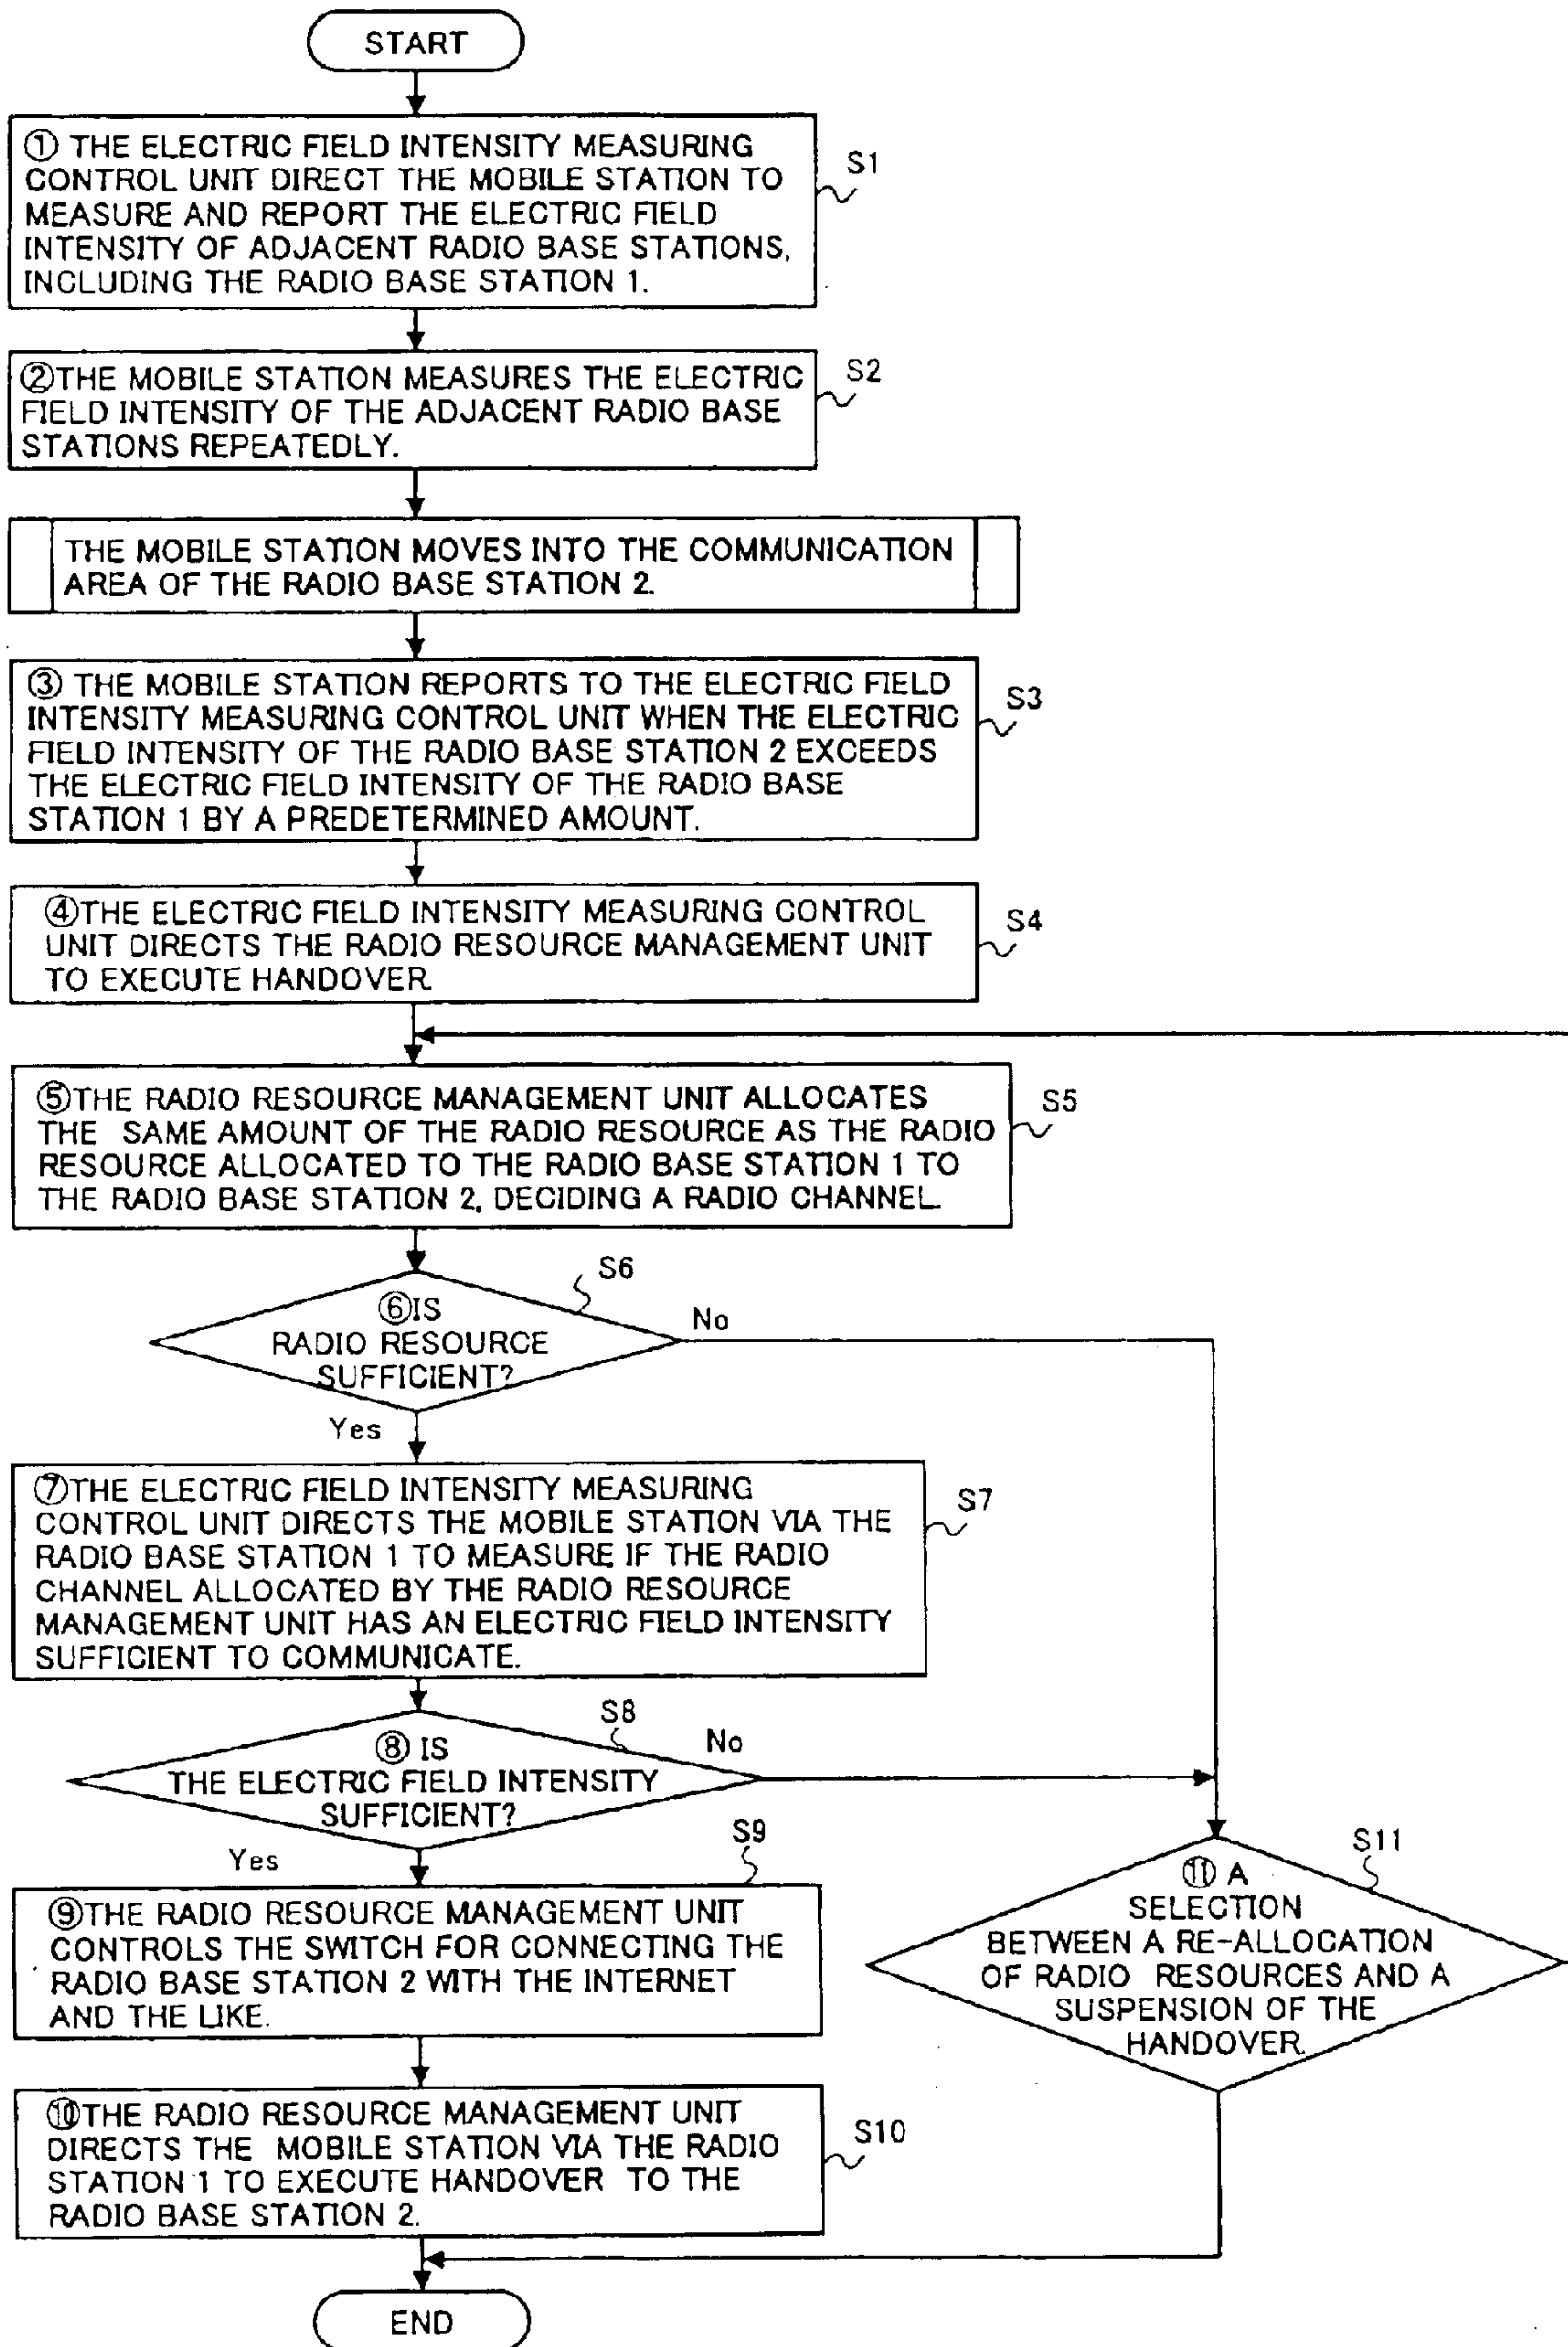 START
① THE ELECTRIC FIELD INTENSITY MEASURING
CONTROL UNIT DIRECT THE MOBILE STATION TO
MEASURE AND REPORT THE ELECTRIC FIELD
INTENSITY OF ADJACENT RADIO BASE STATIONS,
INCLUDING THE RADIO BASE STATION 1.
S1
②THE MOBILE STATION MEASURES THE ELECTRIC
FIELD INTENSITY OF THE ADJACENT RADIO BASE
STATIONS REPEATEDLY.
S2
THE MOBILE STATION MOVES INTO THE COMMUNICATION
AREA OF THE RADIO BASE STATION 2.
③ THE MOBILE STATION REPORTS TO THE ELECTRIC FIELD
INTENSITY MEASURING CONTROL UNIT WHEN THE ELECTRIC
FIELD INTENSITY OF THE RADIO BASE STATION 2 EXCEEDS
THE ELECTRIC FIELD INTENSITY OF THE RADIO BASE
STATION 1 BY A PREDETERMINED AMOUNT.
S3
④THE ELECTRIC FIELD INTENSITY MEASURING CONTROL
UNIT DIRECTS THE RADIO RESOURCE MANAGEMENT UNIT
TO EXECUTE HANDOVER.
S4
⑤THE RADIO RESOURCE MANAGEMENT UNIT ALLOCATES
THE SAME AMOUNT OF THE RADIO RESOURCE AS THE RADIO
RESOURCE ALLOCATED TO THE RADIO BASE STATION 1 TO
THE RADIO BASE STATION 2, DECIDING A RADIO CHANNEL.
S5
S6
⑥IS
RADIO RESOURCE
SUFFICIENT?
No
Yes
⑦THE ELECTRIC FIELD INTENSITY MEASURING
CONTROL UNIT DIRECTS THE MOBILE STATION VIA THE
RADIO BASE STATION 1 TO MEASURE IF THE RADIO
CHANNEL ALLOCATED BY THE RADIO RESOURCE
MANAGEMENT UNIT HAS AN ELECTRIC FIELD INTENSITY
SUFFICIENT TO COMMUNICATE.
S7
S8
⑧ IS
THE ELECTRIC FIELD INTENSITY
SUFFICIENT?
No
Yes
S9
⑨THE RADIO RESOURCE MANAGEMENT UNIT
CONTROLS THE SWITCH FOR CONNECTING THE
RADIO BASE STATION 2 WITH THE INTERNET
AND THE LIKE.
S11
⑪ A
SELECTION
BETWEEN A RE-ALLOCATION
OF RADIO RESOURCES AND A
SUSPENSION OF THE
HANDOVER.
⑩THE RADIO RESOURCE MANAGEMENT UNIT
DIRECTS THE MOBILE STATION VIA THE RADIO
STATION 1 TO EXECUTE HANDOVER TO THE
RADIO BASE STATION 2.
S10
END